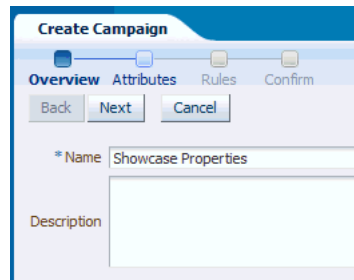 Create Campaign
Overview Attributes Rules Confirm
Back Next Cancel
* Name Showcase Properties
Description